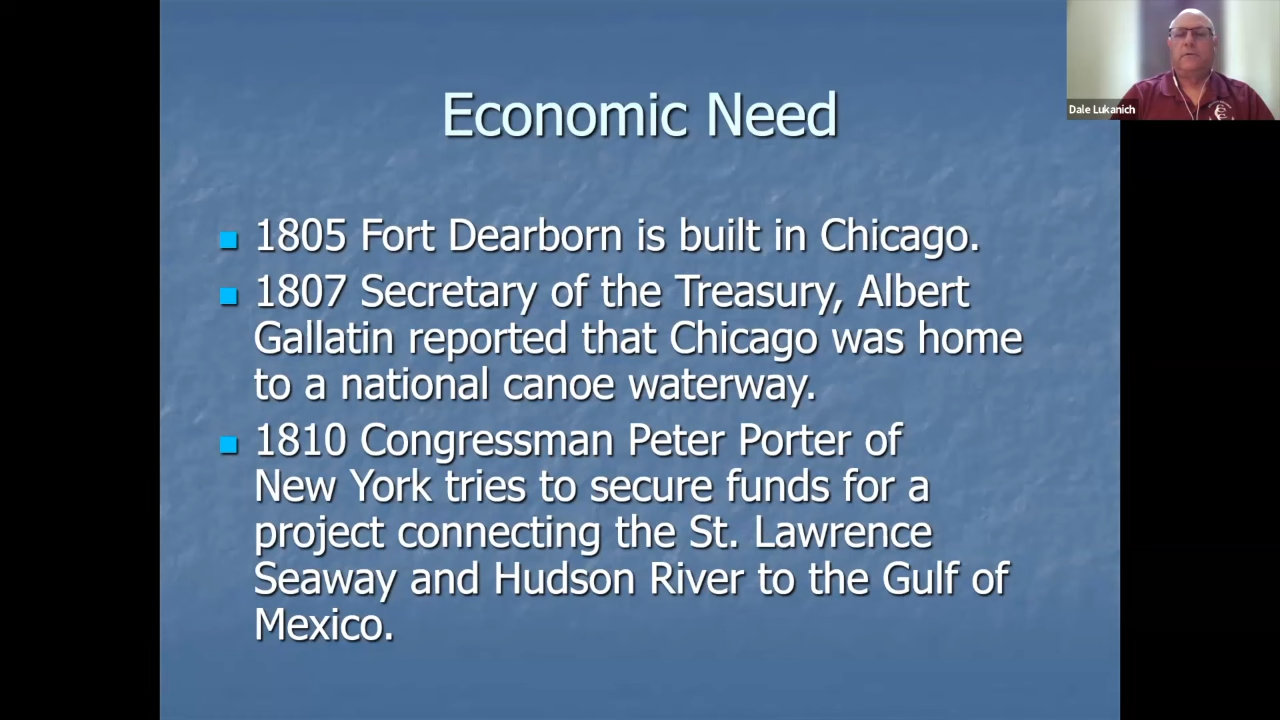 Economic Need
Dale Lukanich
1805 Fort Dearborn is built in Chicago.
1807 Secretary of the Treasury, Albert
Gallatin reported that Chicago was home
to a national canoe waterway.
1810 Congressman Peter Porter of
New York tries to secure funds for a
project connecting the St. Lawrence
Seaway and Hudson River to the Gulf of
Mexico.